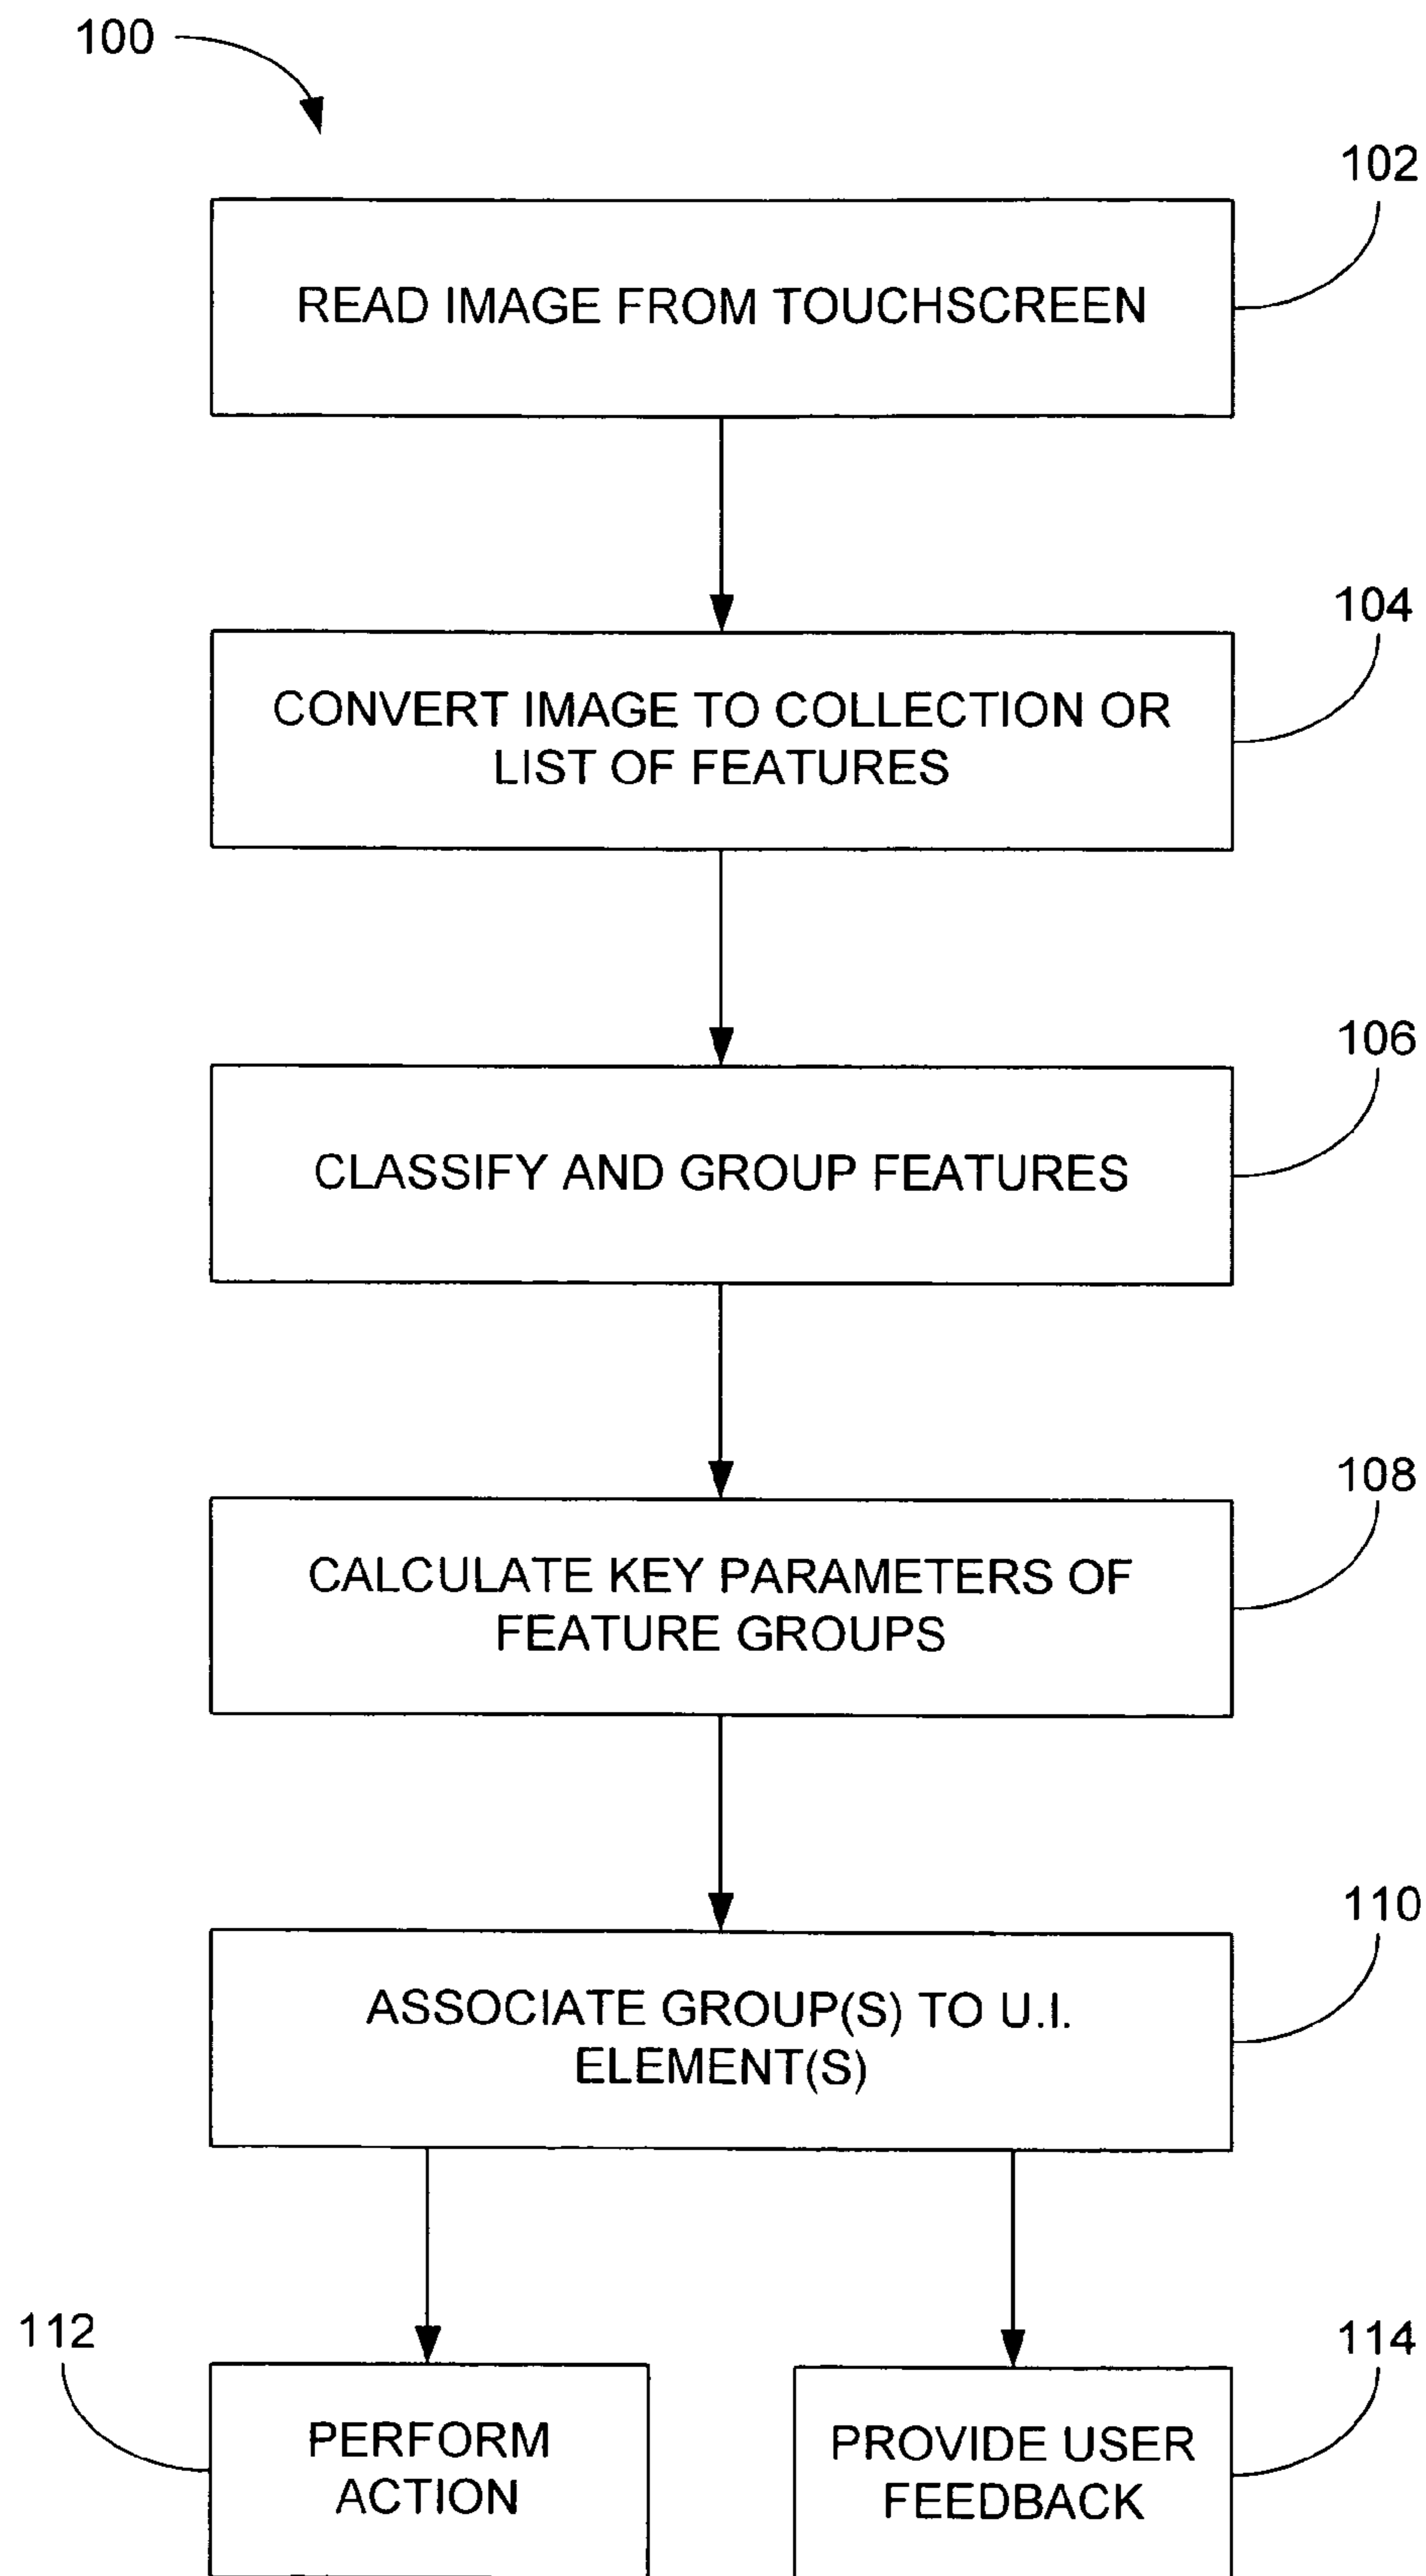 100
102
READ IMAGE FROM TOUCHSCREEN
104
CONVERT IMAGE TO COLLECTION OR
LIST OF FEATURES
106
CLASSIFY AND GROUP FEATURES
108
CALCULATE KEY PARAMETERS OF
FEATURE GROUPS
110
ASSOCIATE GROUP(S) TO U.I.
ELEMENT(S)
112
PERFORM
ACTION
114
PROVIDE USER
FEEDBACK